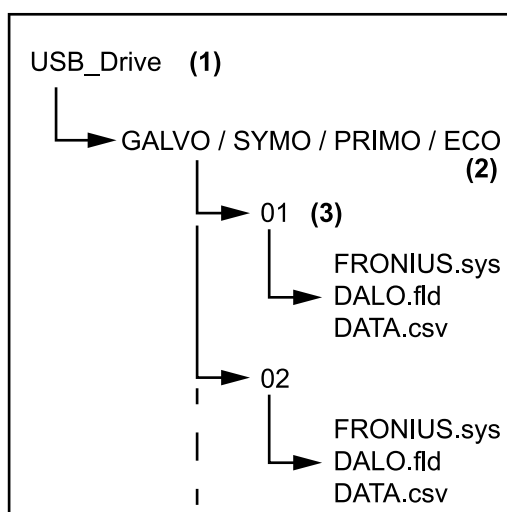 USB_Drive (1)
GALVO / SYMO / PRIMO / ECO
(2)
01 (3)
FRONIUS.sys
DALO.fld
DATA.csv
02
FRONIUS.sys
DALO.fld
DATA.csv